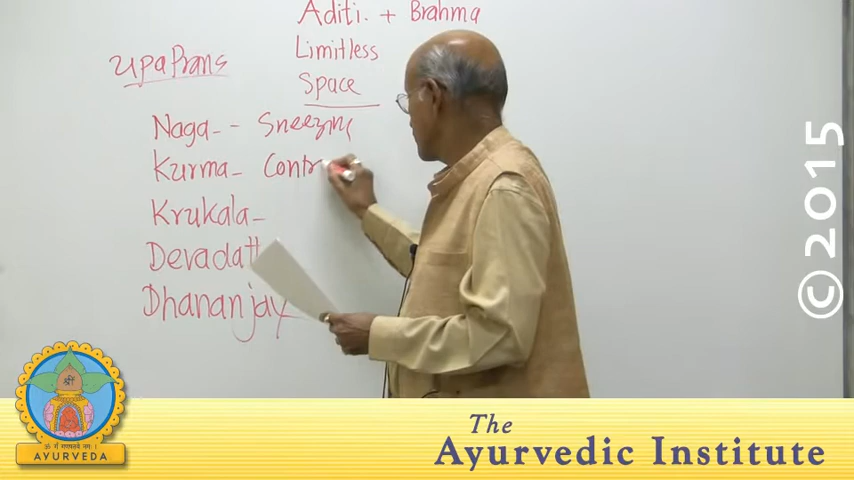 Aditi. + Brahma
Limitless
Space
upaPrans
Naga - - Sneezing
Kurma - Contr
Krukala -
Devadatt
Dhananjay
©2015
The
Ayurvedic Institute
AYURVEDA